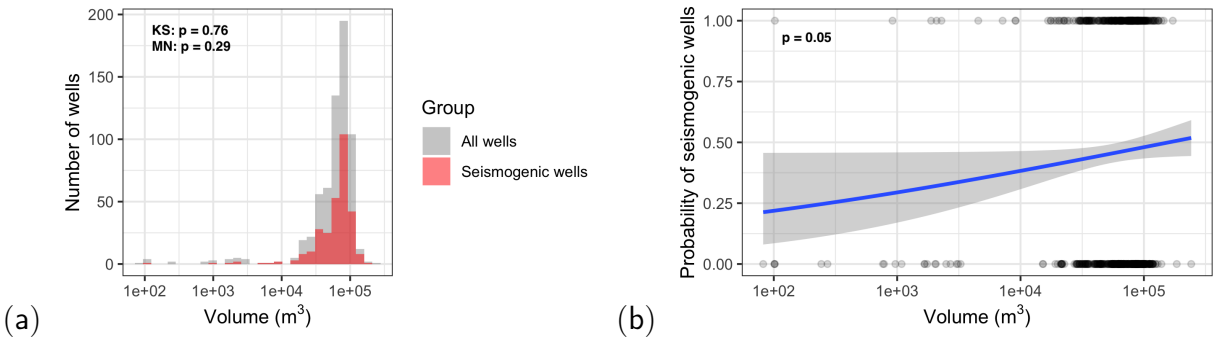 KS: p = 0.76
MN: p = 0.29
Number of wells
200
150
100
50
0
1e+02 1e+03 1e+04 1e+05
Volume (m³)
(a)
Group
All wells
Seismogenic wells
p = 0.05
Probability of seismogenic wells
1.00
0.75
0.50
0.25
0.00
1e+02 1e+03 1e+04 1e+05
Volume (m³)
(b)